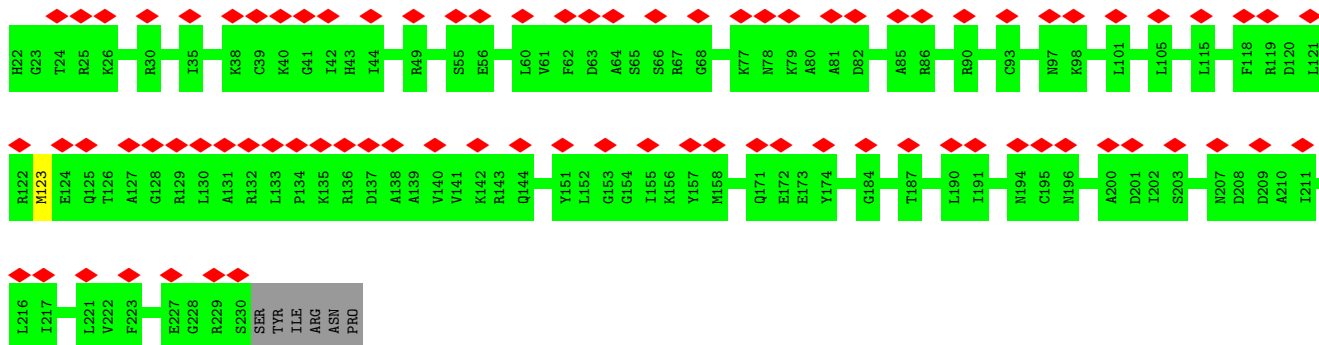 H22 G23 T24 R25 K26 R30 I35 K38 C39 K40 G41 I42 H43 I44 R49 S55 E56 L60 V61 F62 D63 A64 S65 S66 R67 G68 K77 N78 K79 A80 A81 D82 A85 R86 R90 C93 N97 K98 L101 L105 L115 F118 R119 D120 L121
R122 M123 E124 Q125 T126 A127 G128 R129 L130 A131 R132 L133 P134 K135 R136 D137 A138 A139 V140 V141 K142 R143 Q144 Y151 L152 G153 G154 I155 K156 Y157 M158 Q171 E172 E173 Y174 G184 T187 L190 I191 N194 C195 N196 A200 D201 I202 S203 N207 D208 D209 A210 I211
L216 I217 L221 V222 F223 E227 G228 R229 S230 SER TYR ILE ARG ASN PRO